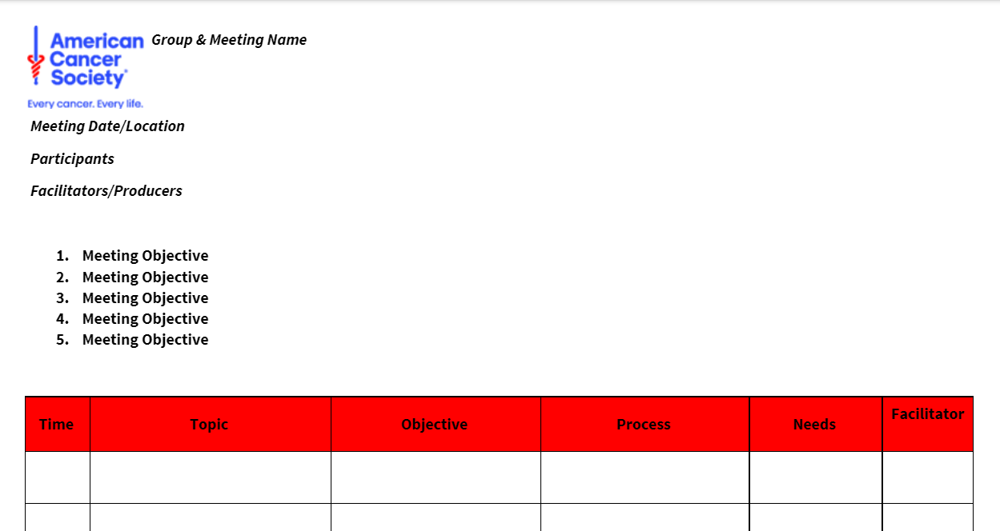 American
Cancer
Society®
Group & Meeting Name
Every cancer. Every life.
Meeting Date/Location
Participants
Facilitators/Producers
1. Meeting Objective
2. Meeting Objective
3. Meeting Objective
4. Meeting Objective
5. Meeting Objective
Time Topic Objective Process Needs Facilitator